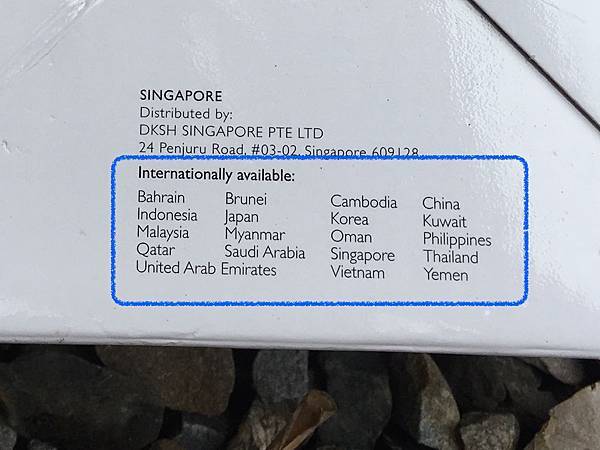 SINGAPORE
Distributed by:
DKSH SINGAPORE PTE LTD
24 Penjuru Road, #03-02, Singapore 609128
Internationally available:
Bahrain Brunei Cambodia China
Indonesia Japan Korea Kuwait
Malaysia Myanmar Oman Philippines
Qatar Saudi Arabia Singapore Thailand
United Arab Emirates Vietnam Yemen